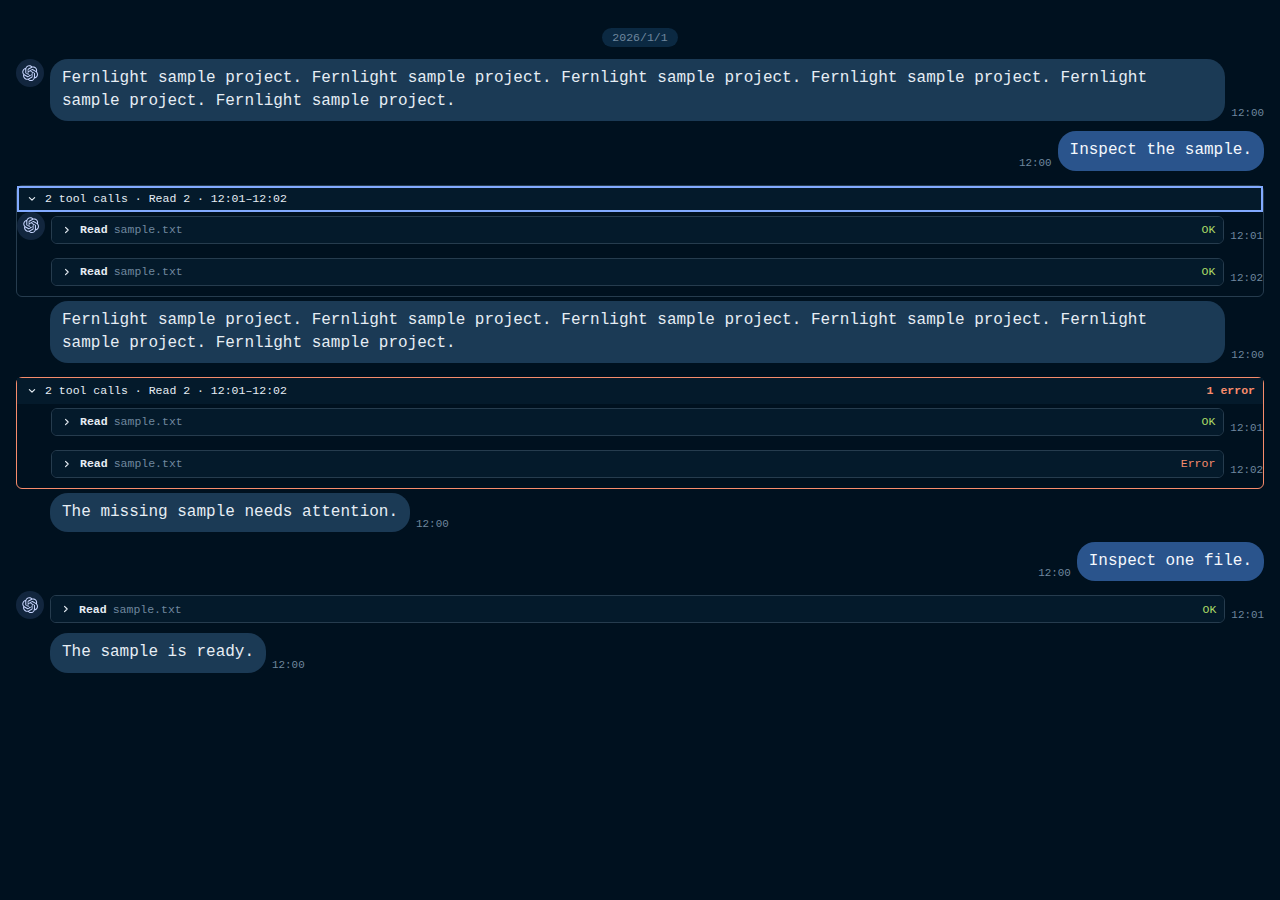 2026/1/1
Fernlight sample project. Fernlight sample project. Fernlight sample project. Fernlight sample project. Fernlight
sample project. Fernlight sample project.
12:00
Inspect the sample.
12:00
2 tool calls · Read 2 · 12:01–12:02
Read sample.txt OK 12:01
Read sample.txt OK 12:02
Fernlight sample project. Fernlight sample project. Fernlight sample project. Fernlight sample project. Fernlight
sample project. Fernlight sample project.
12:00
2 tool calls · Read 2 · 12:01–12:02 1 error
Read sample.txt OK 12:01
Read sample.txt Error 12:02
The missing sample needs attention. 12:00
12:00 Inspect one file.
Read sample.txt OK 12:01
The sample is ready. 12:00